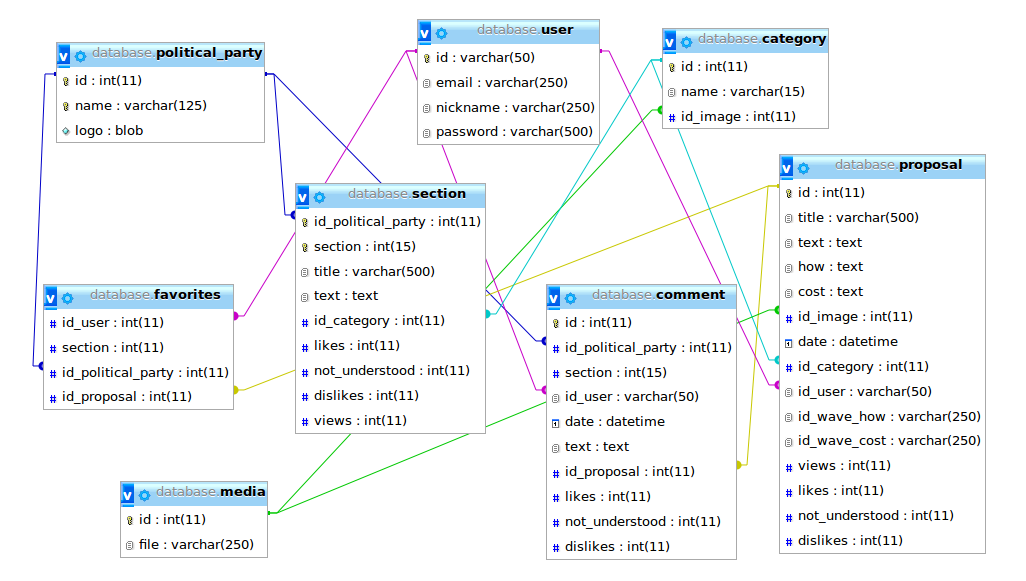 database.political_party
id : int(11)
name : varchar(125)
logo : blob
database.user
id : varchar(50)
email : varchar(250)
nickname : varchar(250)
password : varchar(500)
database.category
id : int(11)
name : varchar(15)
id_image : int(11)
database.section
id_political_party : int(11)
section : int(15)
title : varchar(500)
text : text
id_category : int(11)
likes : int(11)
not_understood : int(11)
dislikes : int(11)
views : int(11)
database.proposal
id : int(11)
title : varchar(500)
text : text
how : text
cost : text
id_image : int(11)
date : datetime
id_category : int(11)
id_user : varchar(50)
id_wave_how : varchar(250)
id_wave_cost : varchar(250)
views : int(11)
likes : int(11)
not_understood : int(11)
dislikes : int(11)
database.favorites
id_user : int(11)
section : int(11)
id_political_party : int(11)
id_proposal : int(11)
database.comment
id : int(11)
id_political_party : int(11)
section : int(15)
id_user : varchar(50)
date : datetime
text : text
id_proposal : int(11)
likes : int(11)
not_understood : int(11)
dislikes : int(11)
database.media
id : int(11)
file : varchar(250)